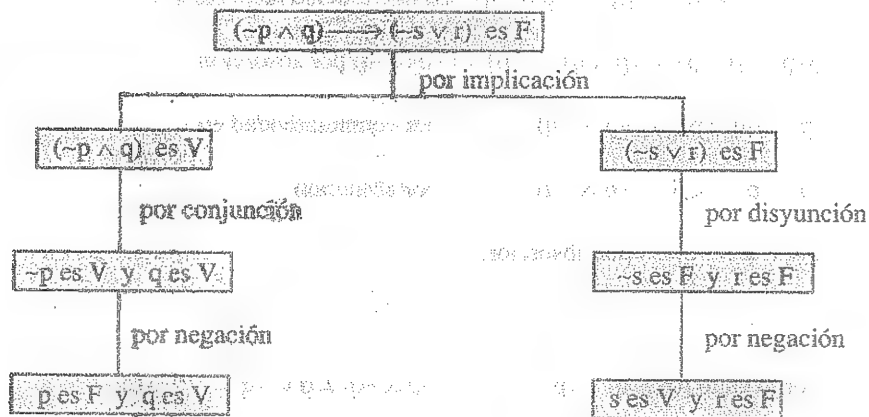 (~p ∧ q) ⟶ (~s ∨ r) es F
por implicación
(~p ∧ q) es V
(~s ∨ r) es F
por conjunción
por disyunción
~p es V y q es V
~s es F y r es F
por negación
por negación
p es F y q es V
s es V y r es F